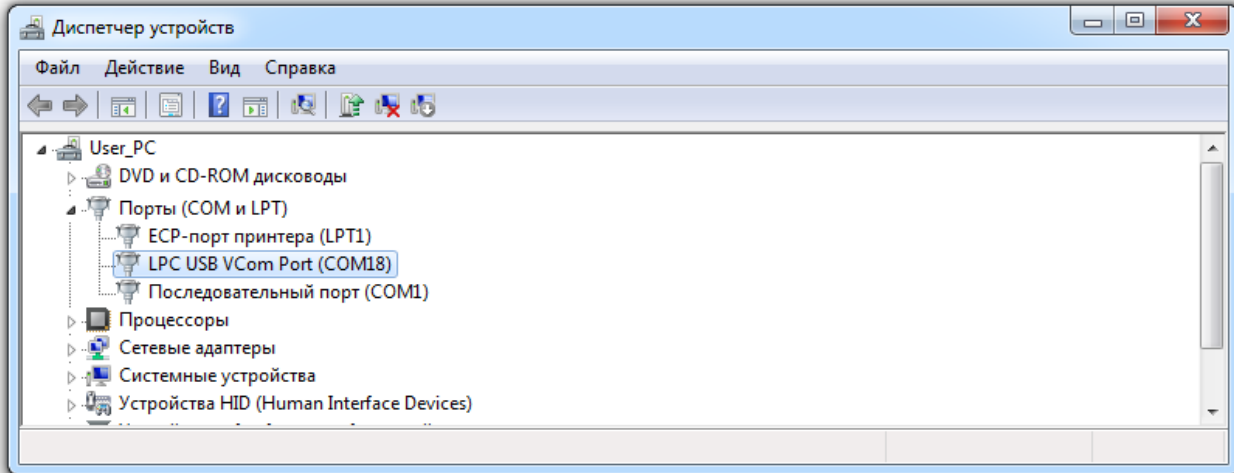 Диспетчер устройств
Файл Действие Вид Справка
User_PC
DVD и CD-ROM дисководы
Порты (COM и LPT)
ECP-порт принтера (LPT1)
LPC USB VCom Port (COM18)
Последовательный порт (COM1)
Процессоры
Сетевые адаптеры
Системные устройства
Устройства HID (Human Interface Devices)